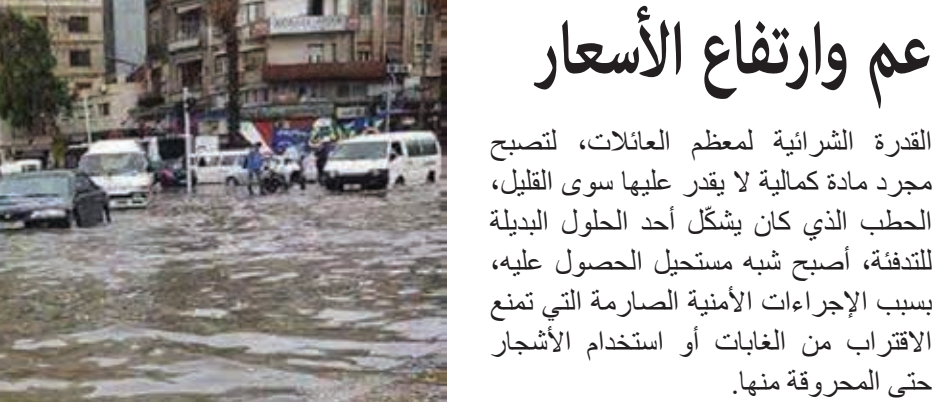 عم وارتفاع الأسعار
القدرة الشرائية لمعظم العائلات، لتصبح
مجرد مادة كمالية لا يقدر عليها سوى القليل،
الحطب الذي كان يشكّل أحد الحلول البديلة
للتدفئة، أصبح شبه مستحيل الحصول عليه،
بسبب الإجراءات الأمنية الصارمة التي تمنع
الاقتراب من الغابات أو استخدام الأشجار
حتى المحروقة منها.